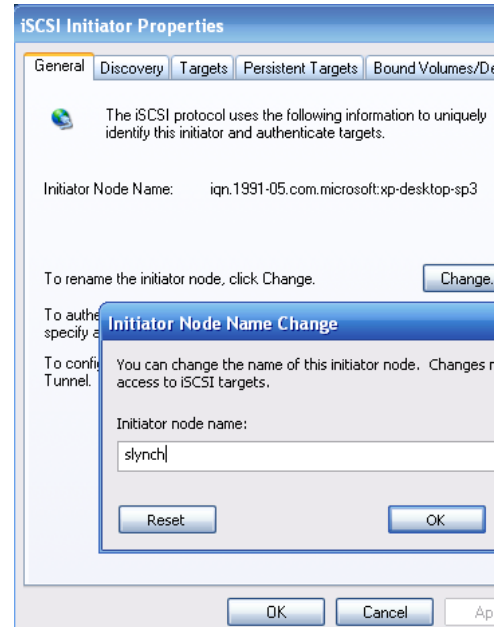 iSCSI Initiator Properties
General Discovery Targets Persistent Targets Bound Volumes/De
The iSCSI protocol uses the following information to uniquely
identify this initiator and authenticate targets.
Initiator Node Name: iqn.1991-05.com.microsoft:xp-desktop-sp3
To rename the initiator node, click Change. Change.
To authe
specify a
To config
Tunnel.
Initiator Node Name Change
You can change the name of this initiator node. Changes
access to iSCSI targets.
Initiator node name:
slynch
Reset OK
OK Cancel Ap